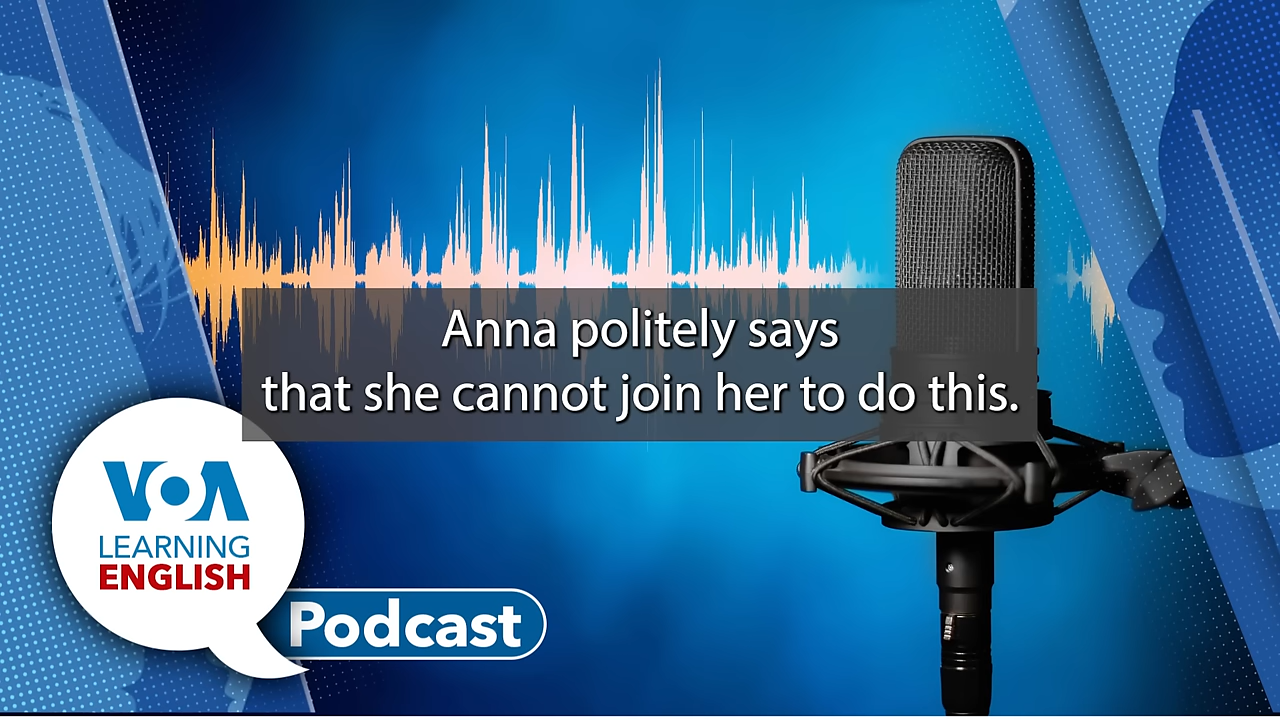 Anna politely says
that she cannot join her to do this.
VOA
LEARNING
ENGLISH
Podcast